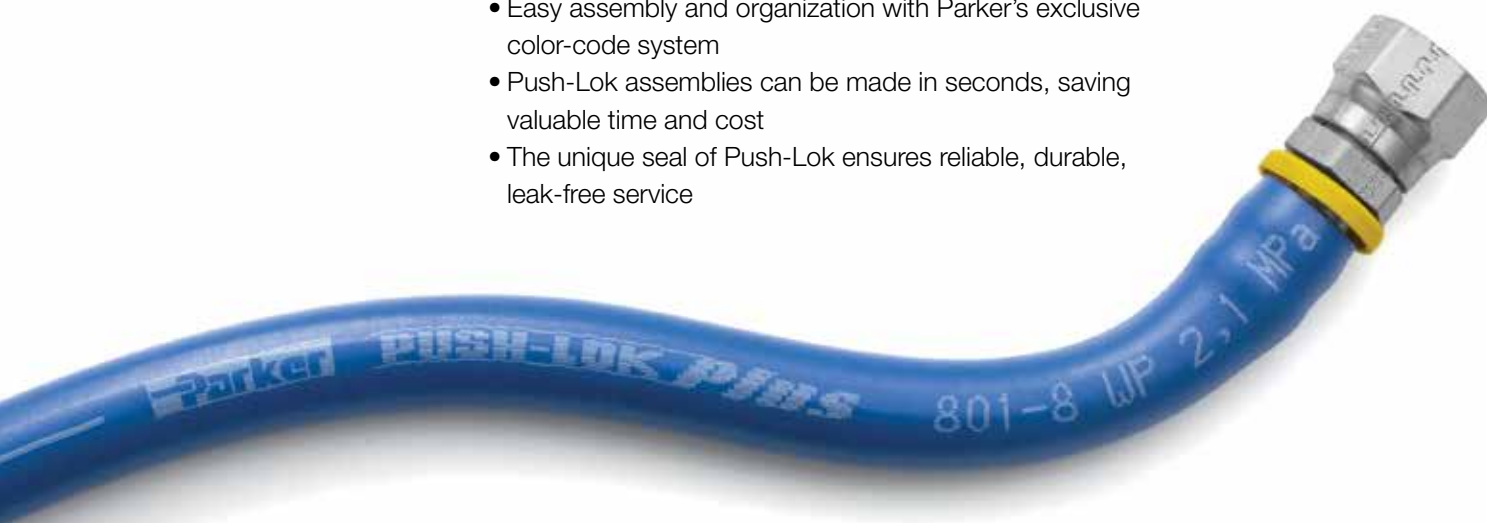 • Easy assembly and organization with Parker's exclusive
color-code system
• Push-Lok assemblies can be made in seconds, saving
valuable time and cost
• The unique seal of Push-Lok ensures reliable, durable,
leak-free service
Parker PUSH-LOK Plus 801-8 WP 2,1 MPa